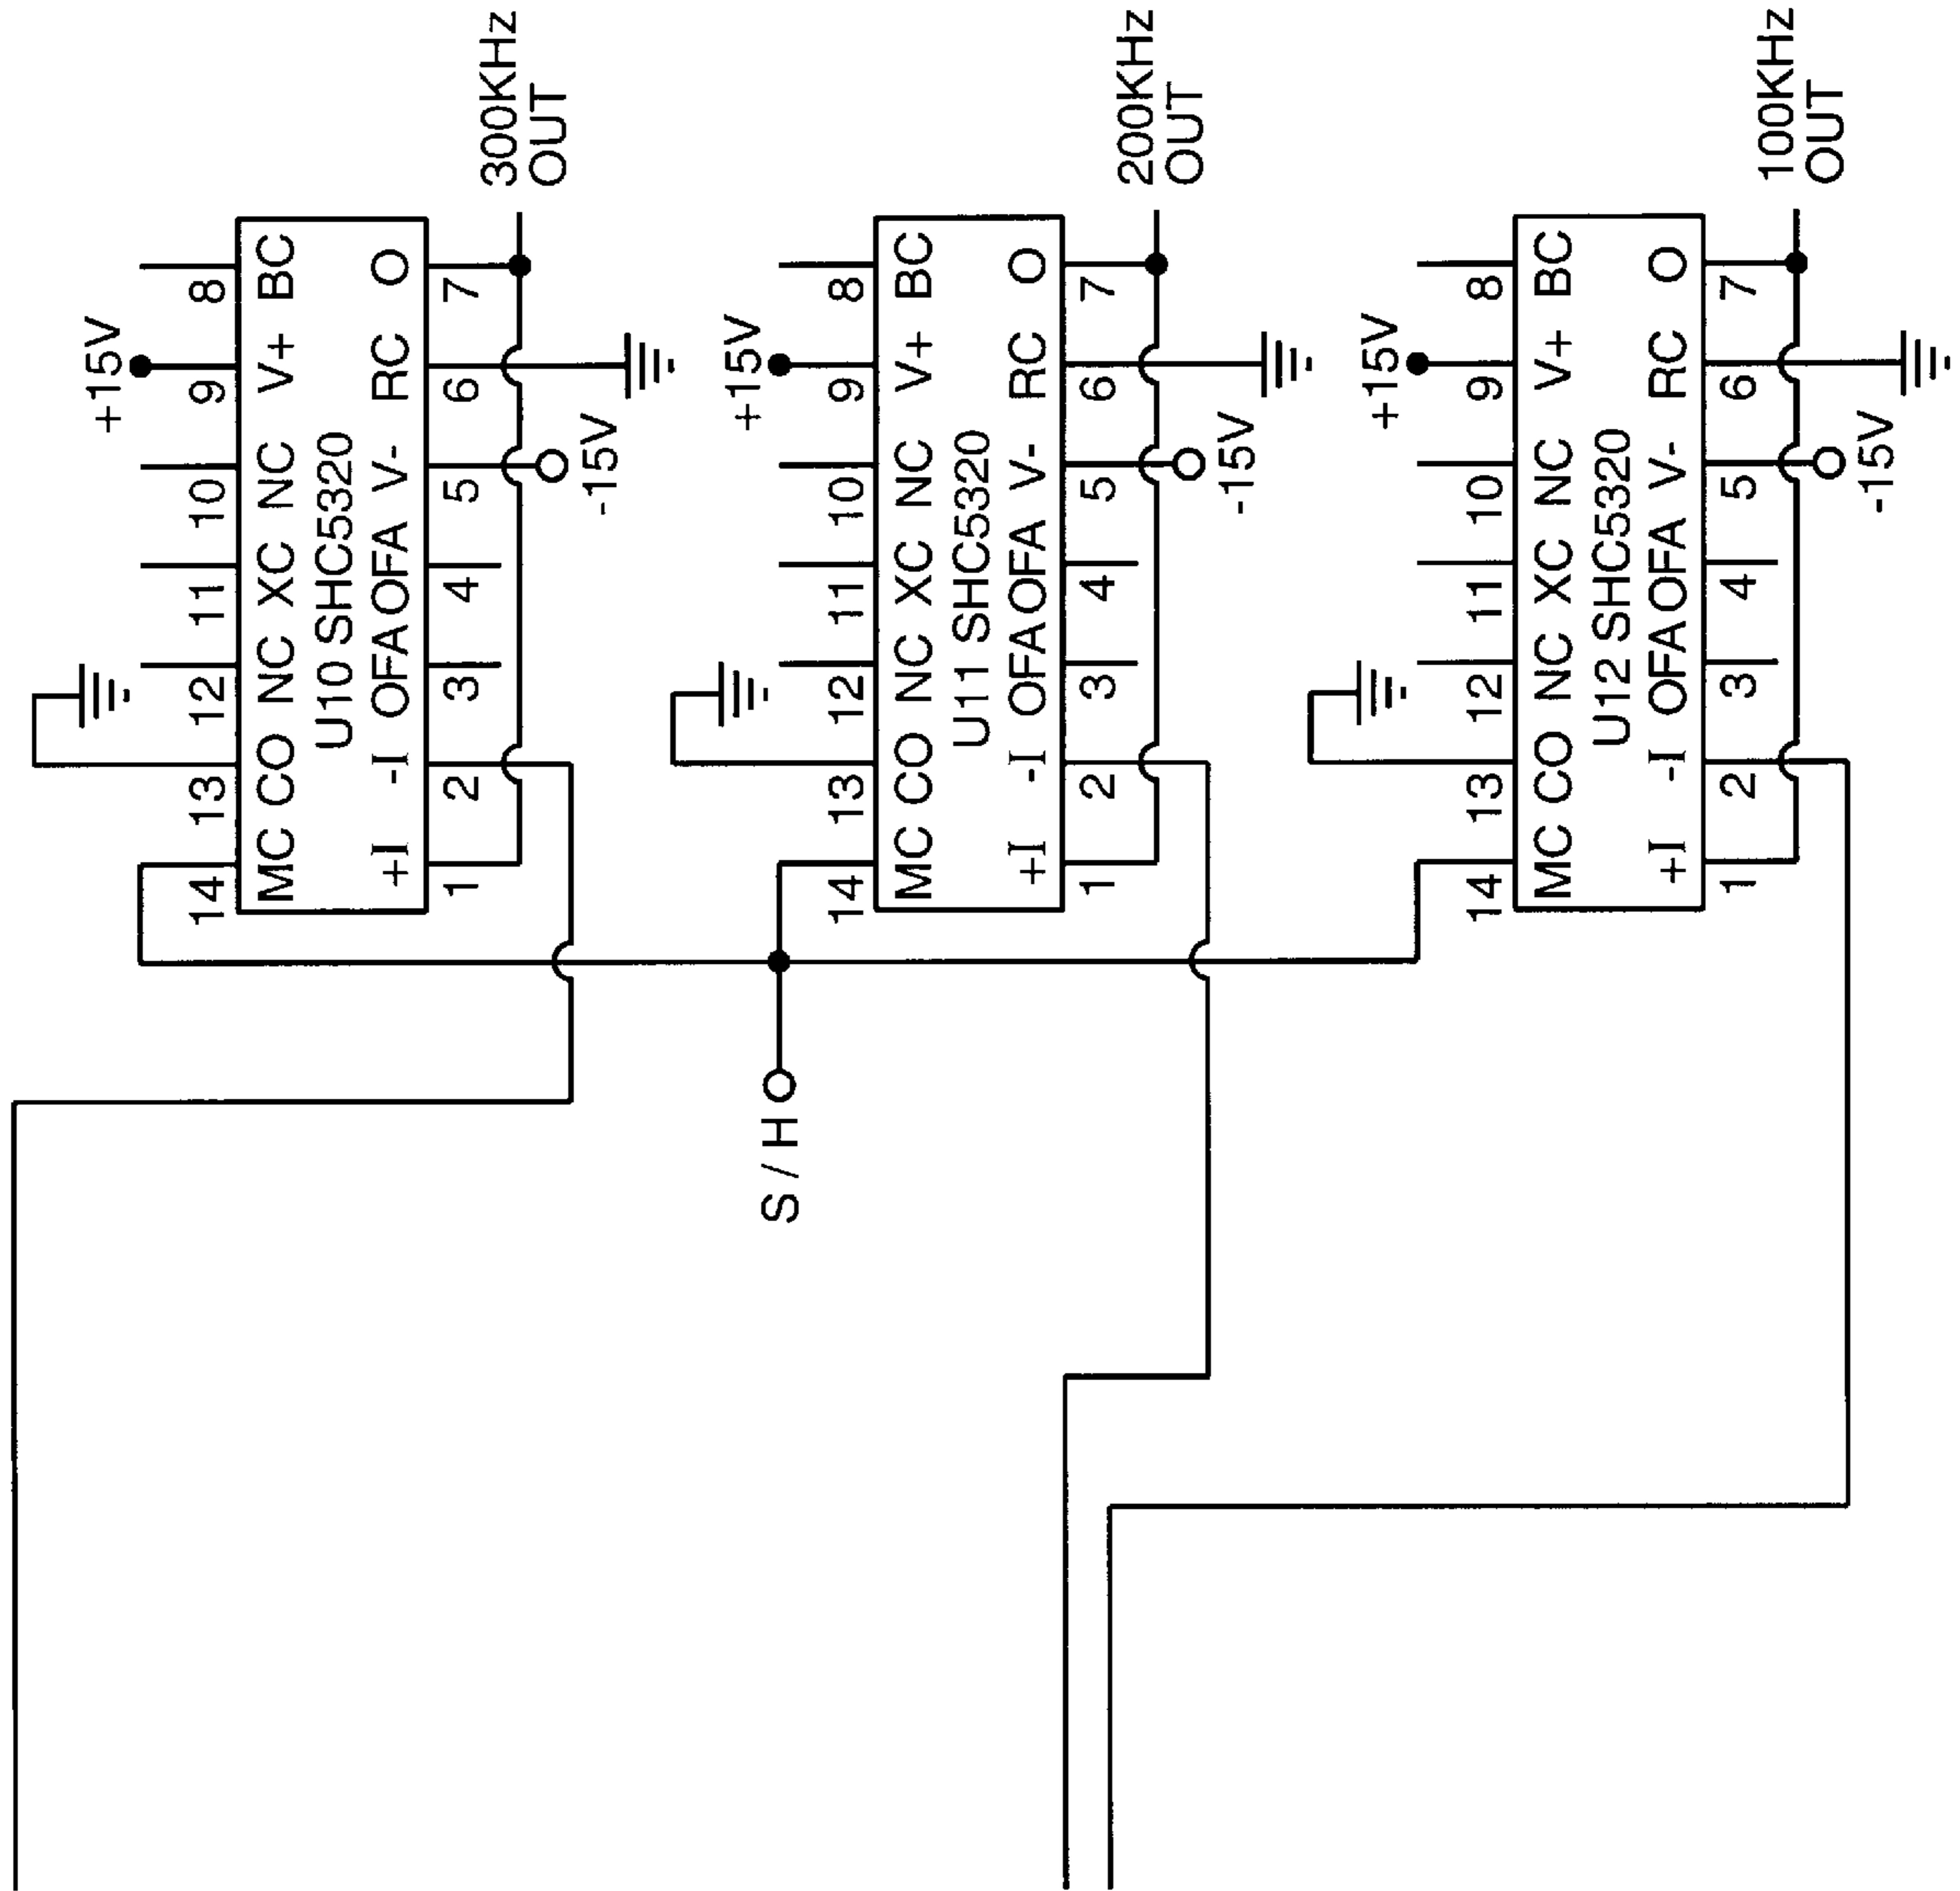 +15V
14 13 12 11 10 9 8
MC CO NC XC NC V+ BC
U10 SHC5320
+I -I OFA OFA V- RC O
1 2 3 4 5 6 7
-15V
300KHz
OUT
S / H
+15V
14 13 12 11 10 9 8
MC CO NC XC NC V+ BC
U11 SHC5320
+I -I OFA OFA V- RC O
1 2 3 4 5 6 7
-15V
200KHz
OUT
+15V
14 13 12 11 10 9 8
MC CO NC XC NC V+ BC
U12 SHC5320
+I -I OFA OFA V- RC O
1 2 3 4 5 6 7
-15V
100KHz
OUT